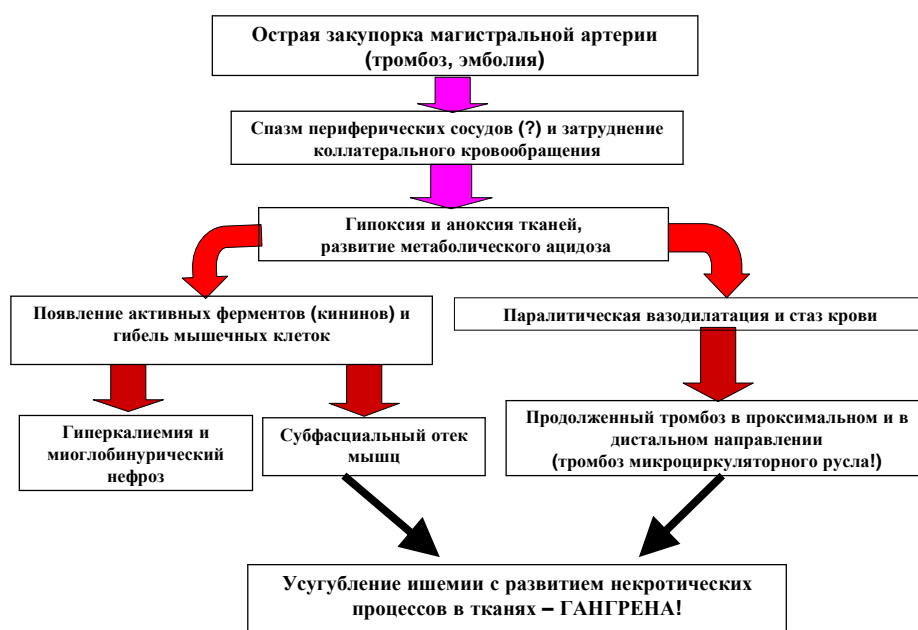 Острая закупорка магистральной артерии
(тромбоз, эмболия)
Спазм периферических сосудов (?) и затруднение
коллатерального кровообращения
Гипоксия и аноксия тканей,
развитие метаболического ацидоза
Появление активных ферментов (кининов) и
гибель мышечных клеток
Паралитическая вазодилатация и стаз крови
Гиперкалиемия и
миоглобинурический
нефроз
Субфасциальный отек
мышц
Продолженный тромбоз в проксимальном и в
дистальном направлении
(тромбоз микроциркуляторного русла!)
Усугубление ишемии с развитием некротических
процессов в тканях – ГАНГРЕНА!